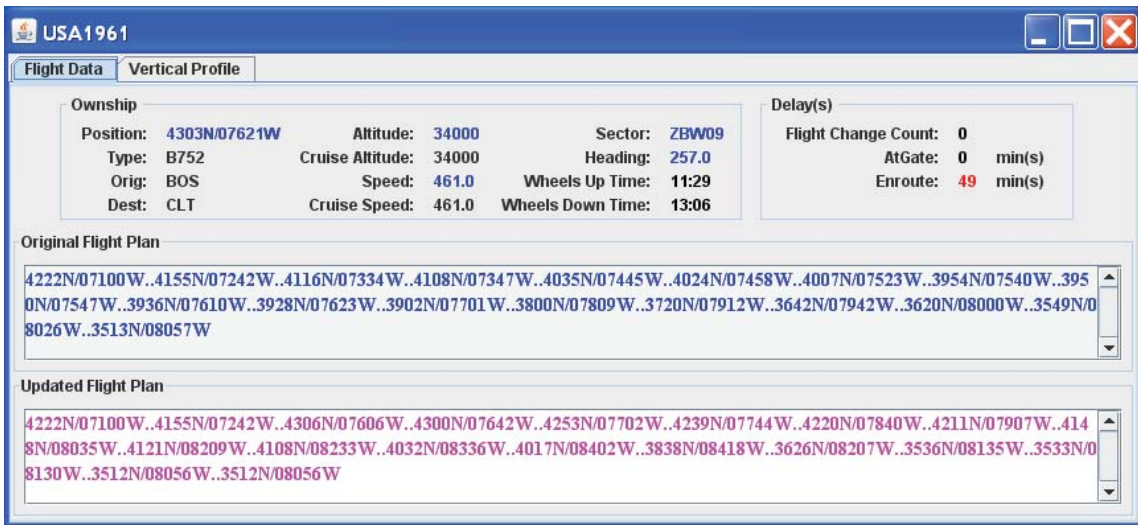 USA1961
Flight Data Vertical Profile
Ownship
Position: 4303N/07621W Altitude: 34000 Sector: ZBW09
Type: B752 Cruise Altitude: 34000 Heading: 257.0
Orig: BOS Speed: 461.0 Wheels Up Time: 11:29
Dest: CLT Cruise Speed: 461.0 Wheels Down Time: 13:06
Delay(s)
Flight Change Count: 0
AtGate: 0 min(s)
Enroute: 49 min(s)
Original Flight Plan
4222N/07100W..4155N/07242W..4116N/07334W..4108N/07347W..4035N/07445W..4024N/07458W..4007N/07523W..3954N/07540W..395
0N/07547W..3936N/07610W..3928N/07623W..3902N/07701W..3800N/07809W..3720N/07912W..3642N/07942W..3620N/08000W..3549N/0
8026W..3513N/08057W
Updated Flight Plan
4222N/07100W..4155N/07242W..4306N/07606W..4300N/07642W..4253N/07702W..4239N/07744W..4220N/07840W..4211N/07907W..414
8N/08035W..4121N/08209W..4108N/08233W..4032N/08336W..4017N/08402W..3838N/08418W..3626N/08207W..3536N/08135W..3533N/0
8130W..3512N/08056W..3512N/08056W